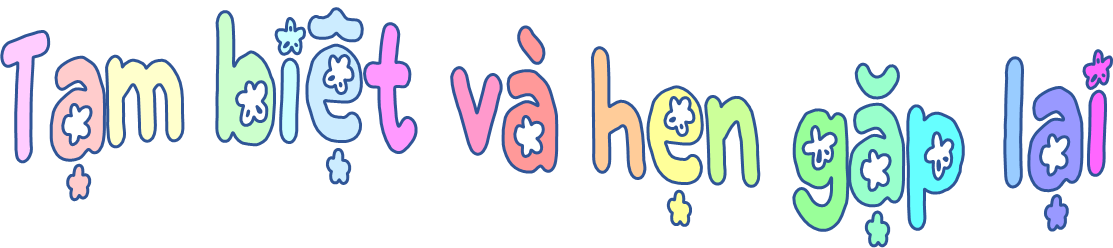 Tạm biệt và hẹn gặp lại